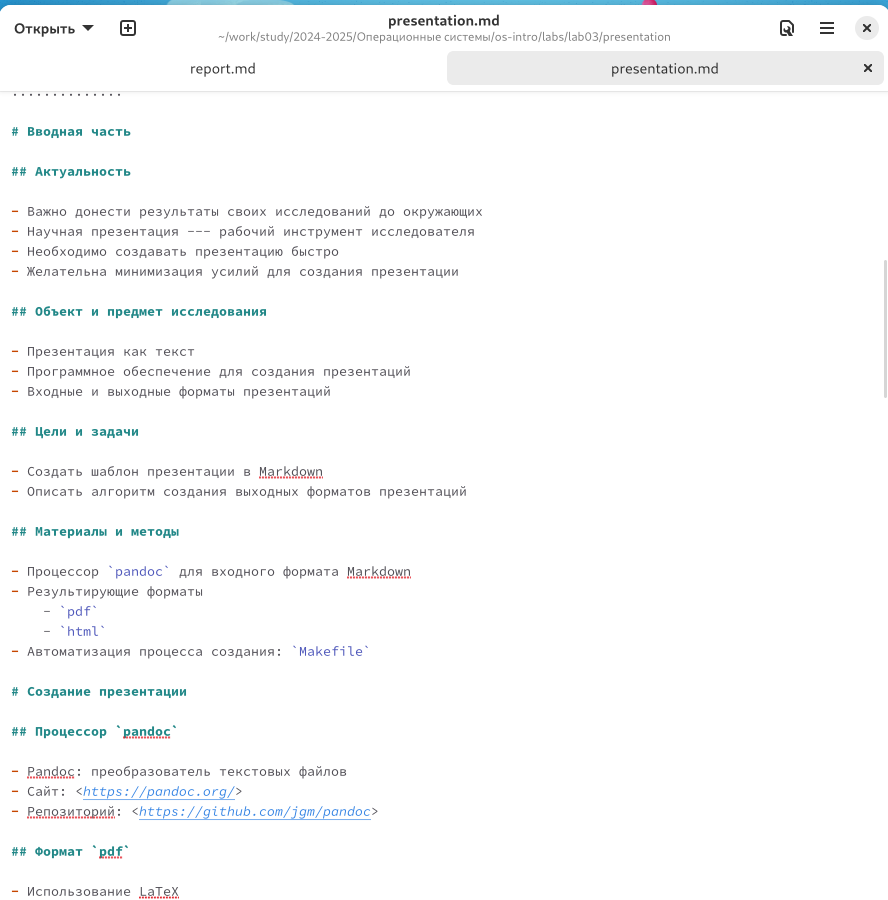 Открыть
presentation.md
~/work/study/2024-2025/Операционные системы/os-intro/labs/lab03/presentation
report.md
presentation.md
# Вводная часть
## Актуальность
- Важно донести результаты своих исследований до окружающих
- Научная презентация --- рабочий инструмент исследователя
- Необходимо создавать презентацию быстро
- Желательна минимизация усилий для создания презентации
## Объект и предмет исследования
- Презентация как текст
- Программное обеспечение для создания презентаций
- Входные и выходные форматы презентаций
## Цели и задачи
- Создать шаблон презентации в Markdown
- Описать алгоритм создания выходных форматов презентаций
## Материалы и методы
- Процессор `pandoc` для входного формата Markdown
- Результирующие форматы
    - `pdf`
    - `html`
- Автоматизация процесса создания: `Makefile`
# Создание презентации
## Процессор `pandoc`
- Pandoc: преобразователь текстовых файлов
- Сайт: <https://pandoc.org/>
- Репозиторий: <https://github.com/jgm/pandoc>
## Формат `pdf`
- Использование LaTeX